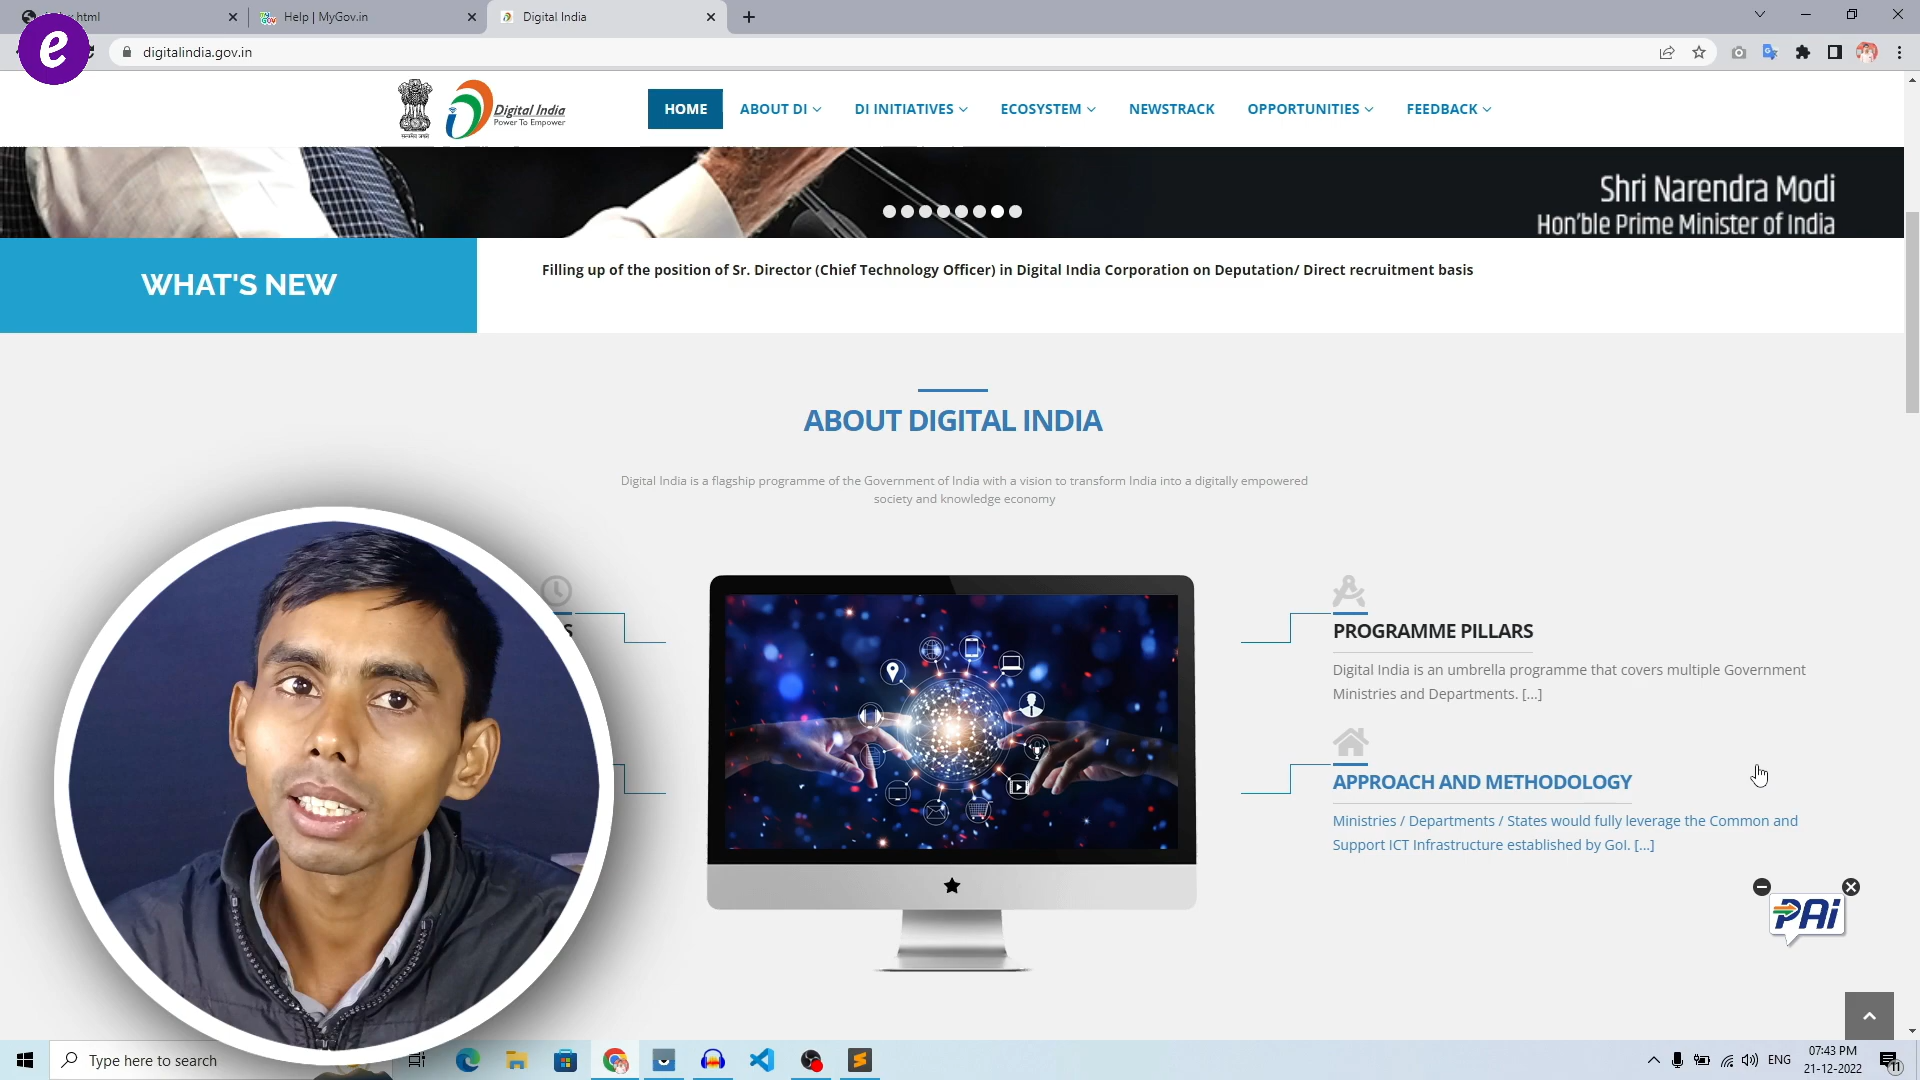 html
Help | MyGov.in
Digital India
e
digitalindia.gov.in
सत्यमेव जयते
Digital India
Power To Empower
HOME
ABOUT DI
DI INITIATIVES
ECOSYSTEM
NEWSTRACK
OPPORTUNITIES
FEEDBACK
Shri Narendra Modi
Hon'ble Prime Minister of India
WHAT'S NEW
Filling up of the position of Sr. Director (Chief Technology Officer) in Digital India Corporation on Deputation/ Direct recruitment basis
ABOUT DIGITAL INDIA
Digital India is a flagship programme of the Government of India with a vision to transform India into a digitally empowered
society and knowledge economy
S
PROGRAMME PILLARS
Digital India is an umbrella programme that covers multiple Government
Ministries and Departments. [...]
APPROACH AND METHODOLOGY
Ministries / Departments / States would fully leverage the Common and
Support ICT Infrastructure established by GoI. [...]
PAi
Type here to search
ENG
07:43 PM
21-12-2022
11